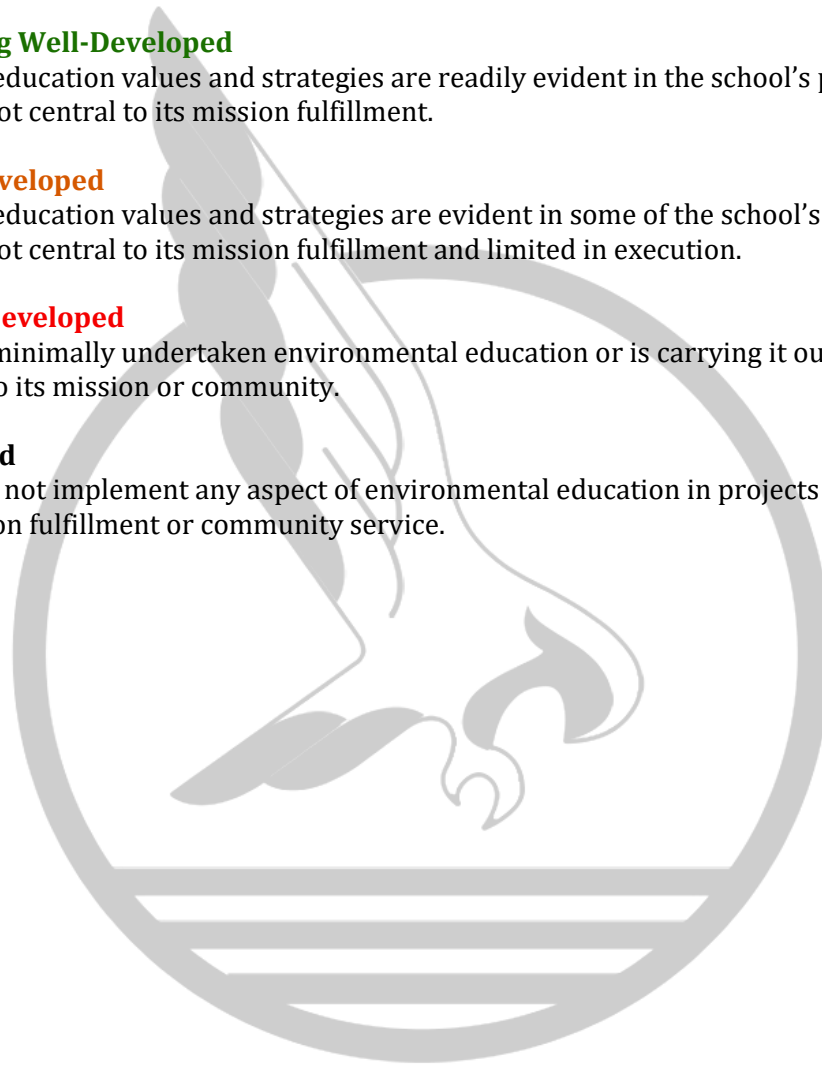 g Well-Developed
education values and strategies are readily evident in the school’s p
ot central to its mission fulfillment.
veloped
education values and strategies are evident in some of the school’s
ot central to its mission fulfillment and limited in execution.
eveloped
minimally undertaken environmental education or is carrying it ou
o its mission or community.
d
not implement any aspect of environmental education in projects
on fulfillment or community service.